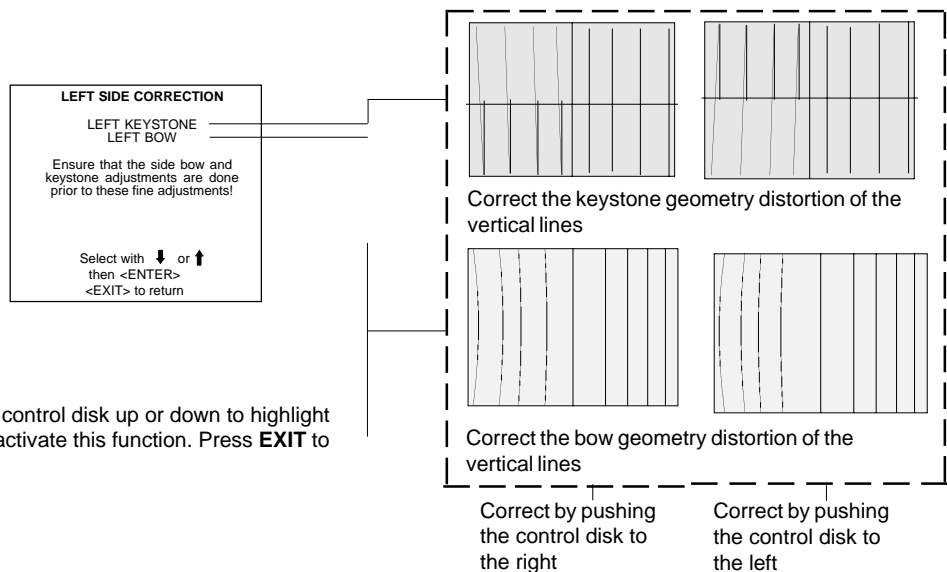 LEFT SIDE CORRECTION
LEFT KEYSTONE
LEFT BOW
Ensure that the side bow and
keystone adjustments are done
prior to these fine adjustments!
Select with ⬇ or ⬆
then <ENTER>
<EXIT> to return
control disk up or down to highlight
activate this function. Press EXIT to
Correct the keystone geometry distortion of the
vertical lines
Correct the bow geometry distortion of the
vertical lines
Correct by pushing
the control disk to
the right
Correct by pushing
the control disk to
the left